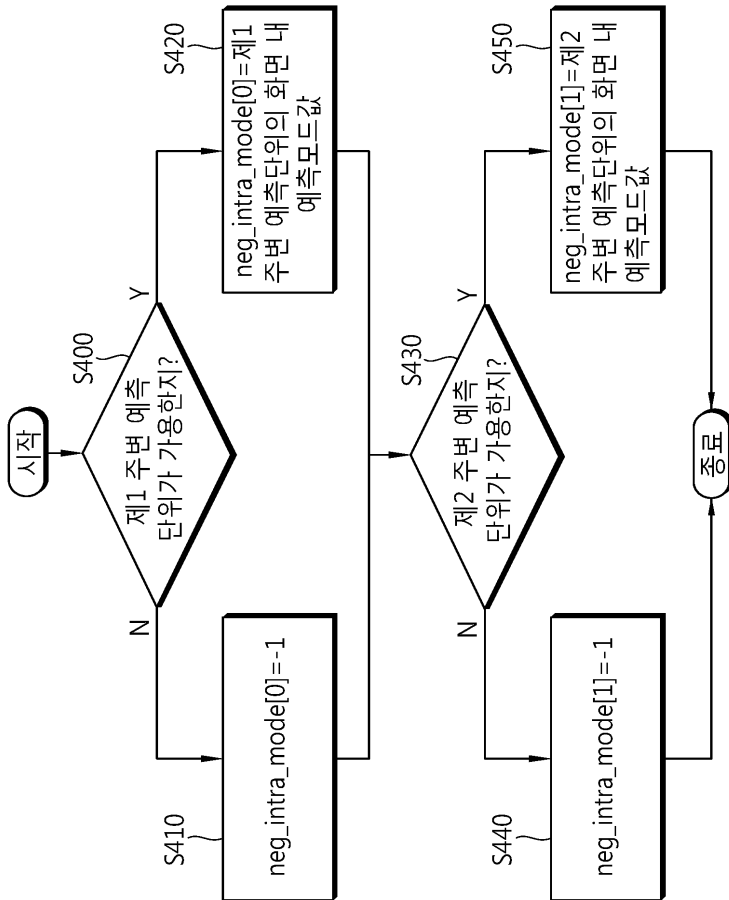 시작
S400
제1 주변 예측
단위가 가용한지?
N
Y
S410
neg_intra_mode[0]=-1
S420
neg_intra_mode[0]=제1
주변 예측단위의 화면 내
예측모드값
S430
제2 주변 예측
단위가 가용한지?
N
Y
S440
neg_intra_mode[1]=-1
S450
neg_intra_mode[1]=제2
주변 예측단위의 화면 내
예측모드값
종료